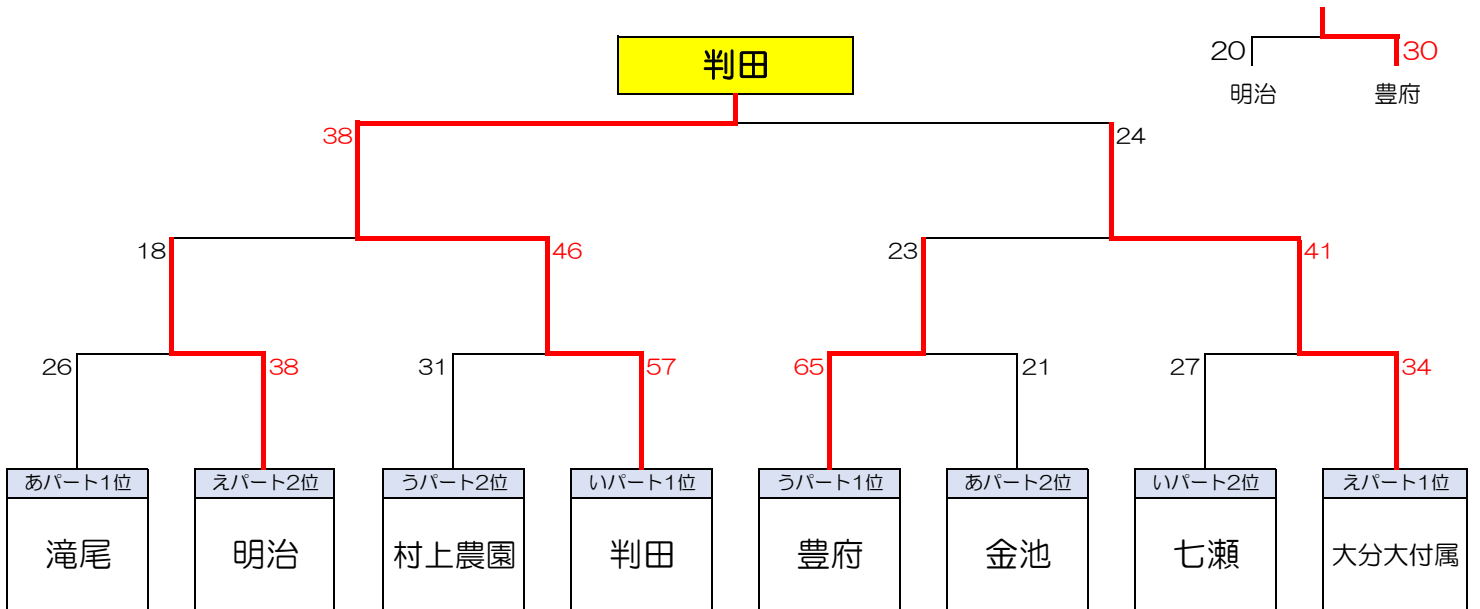 判田
20 30
明治 豊府
38 24
18 46 23 41
26 38 31 57 65 21 27 34
あパート1位 えパート2位 うパート2位 いパート1位 うパート1位 あパート2位 いパート2位 えパート1位
滝尾 明治 村上農園 判田 豊府 金池 七瀬 大分大付属